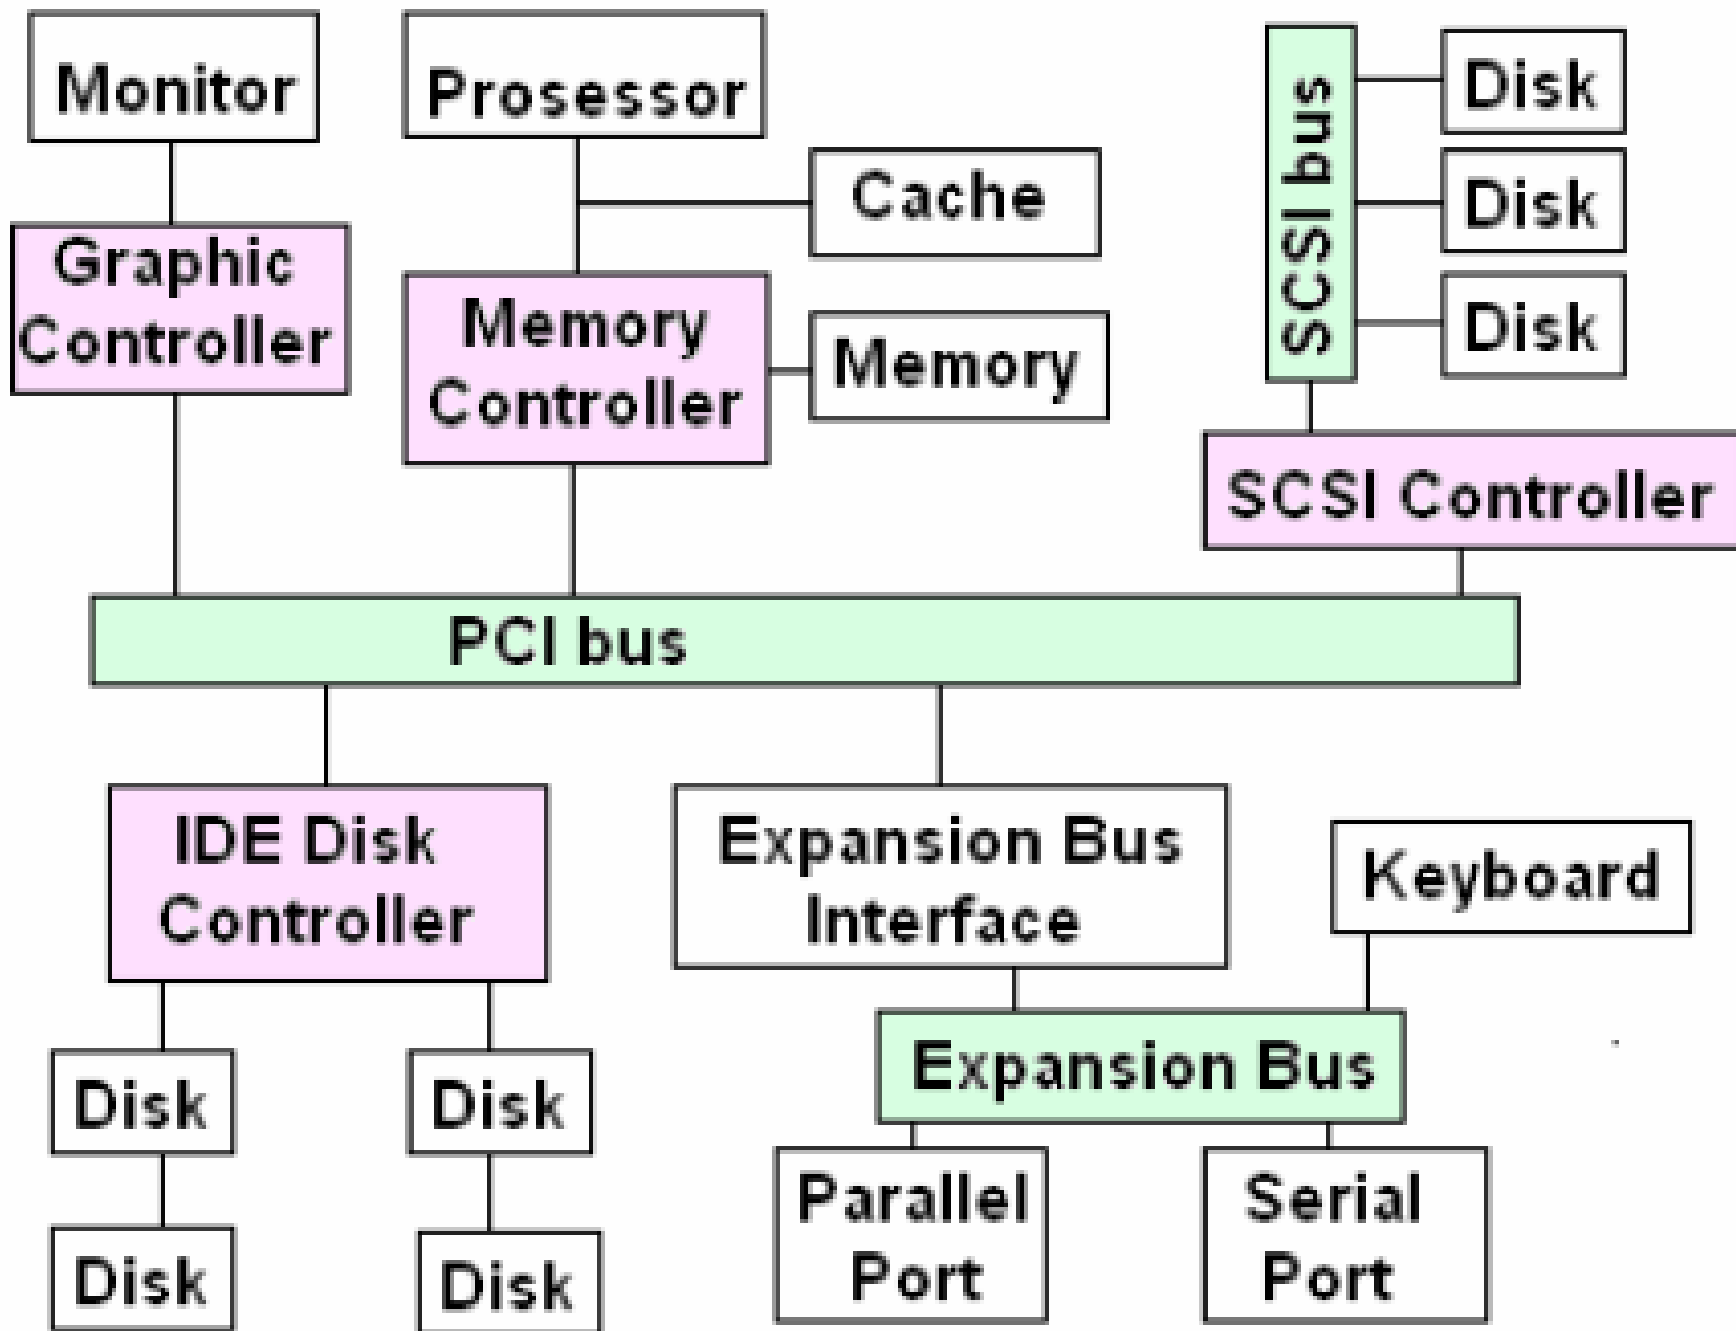 Monitor
Prosessor
SCSI bus
Disk
Cache
Disk
Graphic
Controller
Memory
Controller
Memory
Disk
SCSI Controller
PCI bus
IDE Disk
Controller
Expansion Bus
Interface
Keyboard
Expansion Bus
Disk
Disk
Parallel
Port
Serial
Port
Disk
Disk